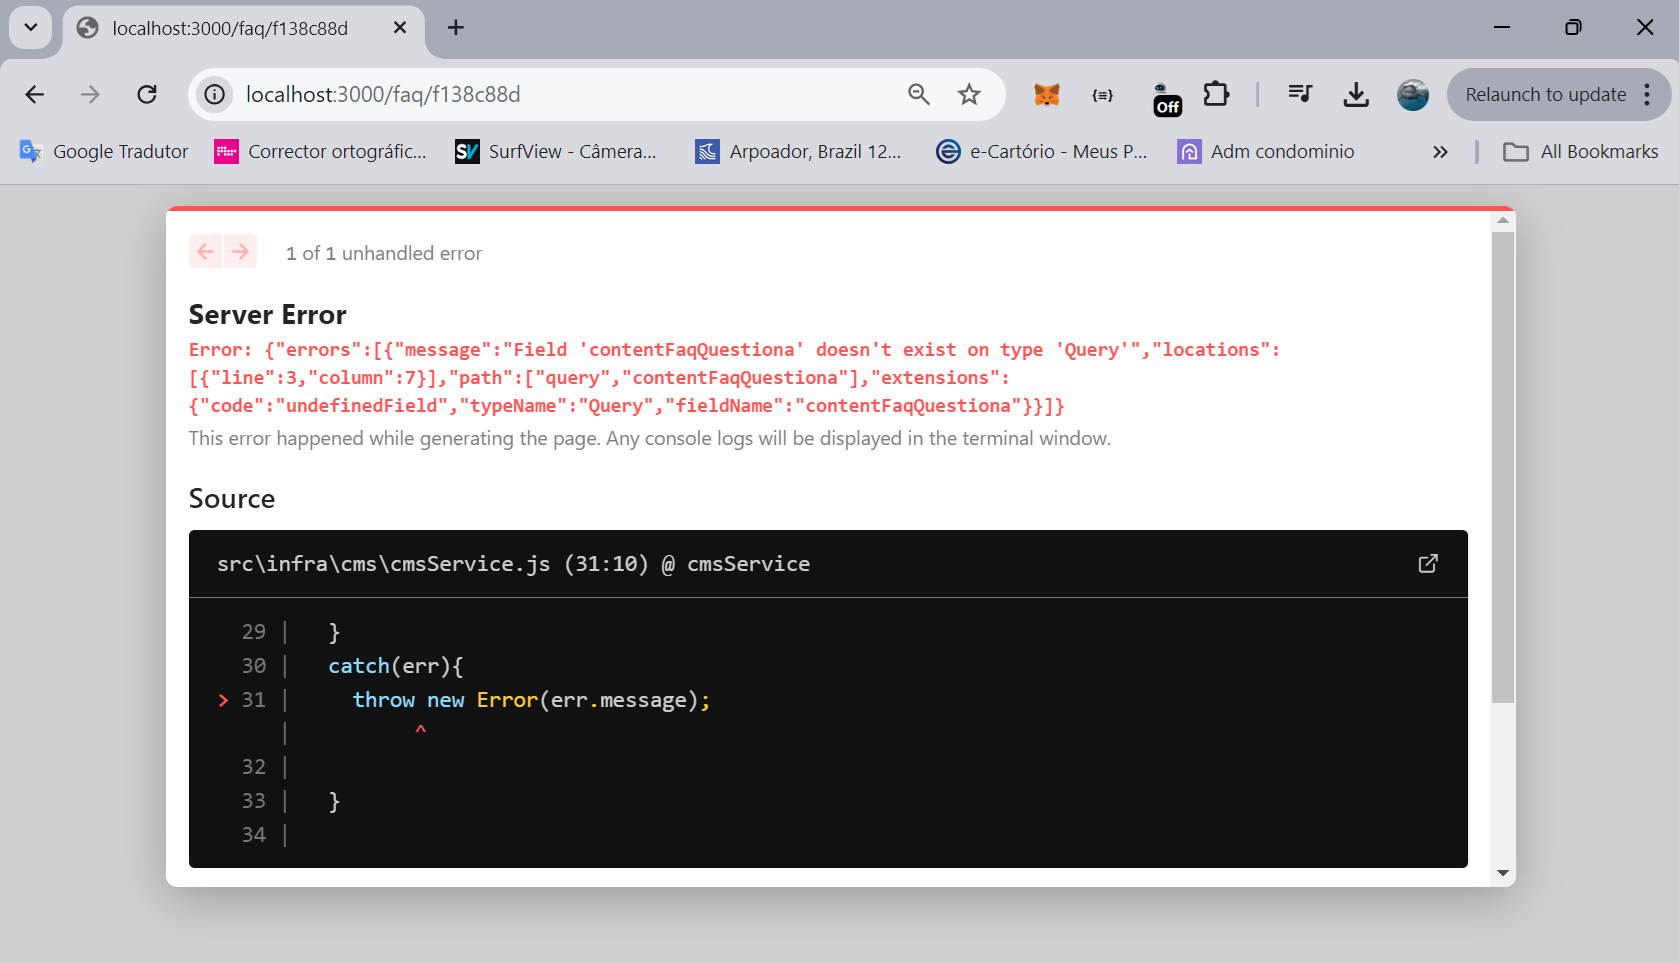 localhost:3000/faq/f138c88d
localhost:3000/faq/f138c88d
Off
Relaunch to update
Google Tradutor
Corrector ortográfic...
SV SurfView - Câmera...
Arpoador, Brazil 12...
e-Cartório - Meus P...
Adm condominio
All Bookmarks
1 of 1 unhandled error
Server Error
Error: {"errors":[{"message":"Field 'contentFaqQuestiona' doesn't exist on type 'Query'","locations":
[{"line":3,"column":7}],"path":["query","contentFaqQuestiona"],"extensions":
{"code":"undefinedField","typeName":"Query","fieldName":"contentFaqQuestiona"}}]}
This error happened while generating the page. Any console logs will be displayed in the terminal window.
Source
src\infra\cms\cmsService.js (31:10) @ cmsService
29 | }
30 | catch(err){
> 31 | throw new Error(err.message);
| ^
32 |
33 | }
34 |